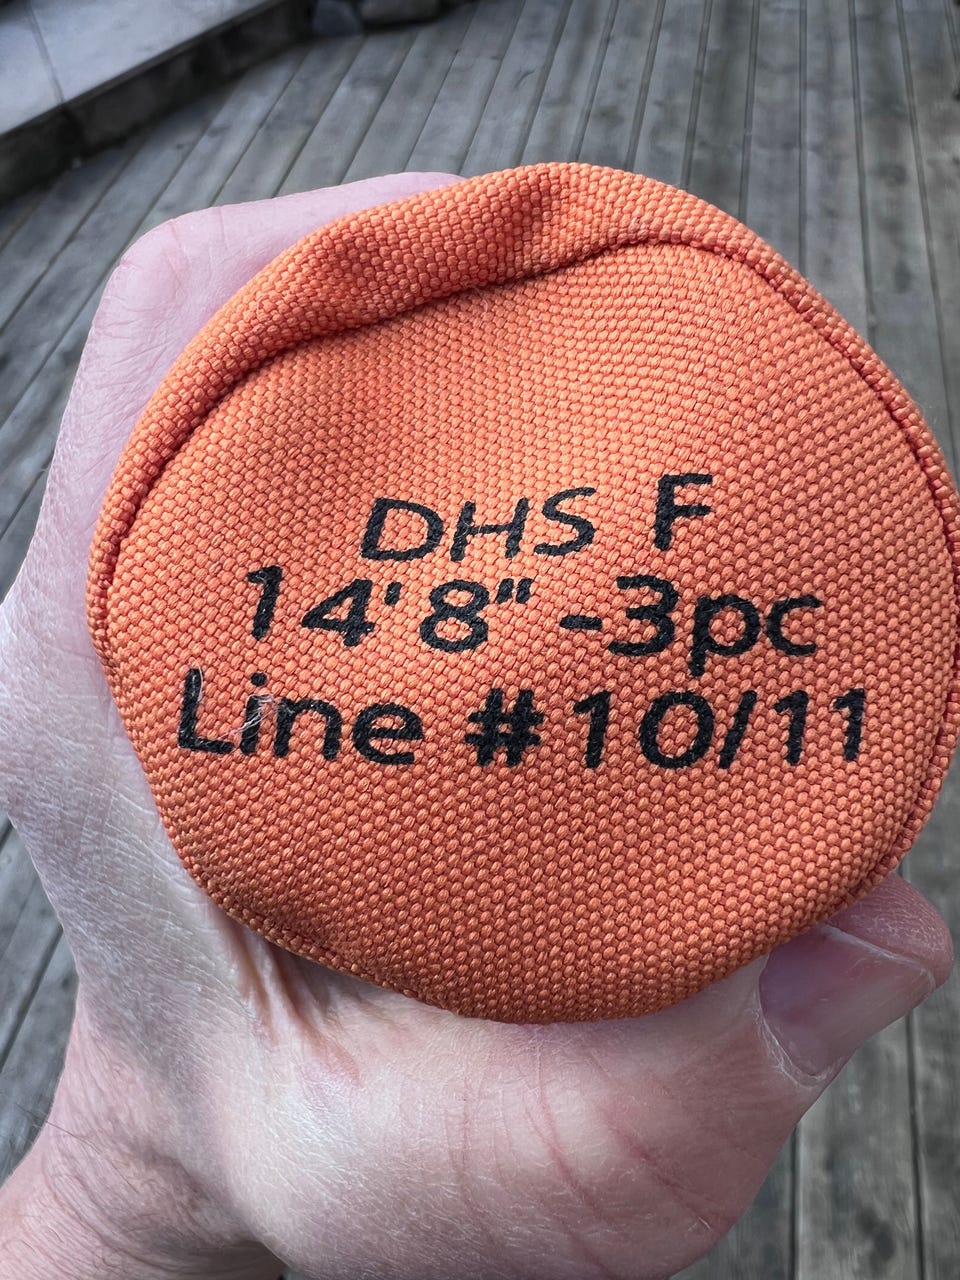 DHS F
14'8"-3pc
Line #10/11